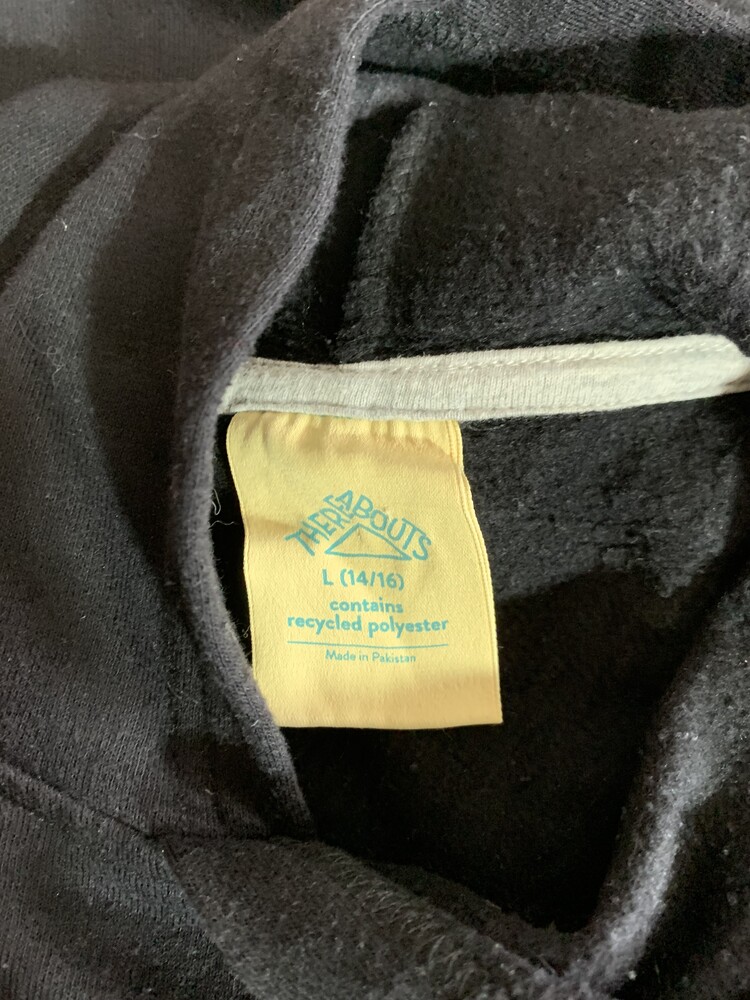 THEREABOUTS
L (14/16)
contains
recycled polyester
Made in Pakistan